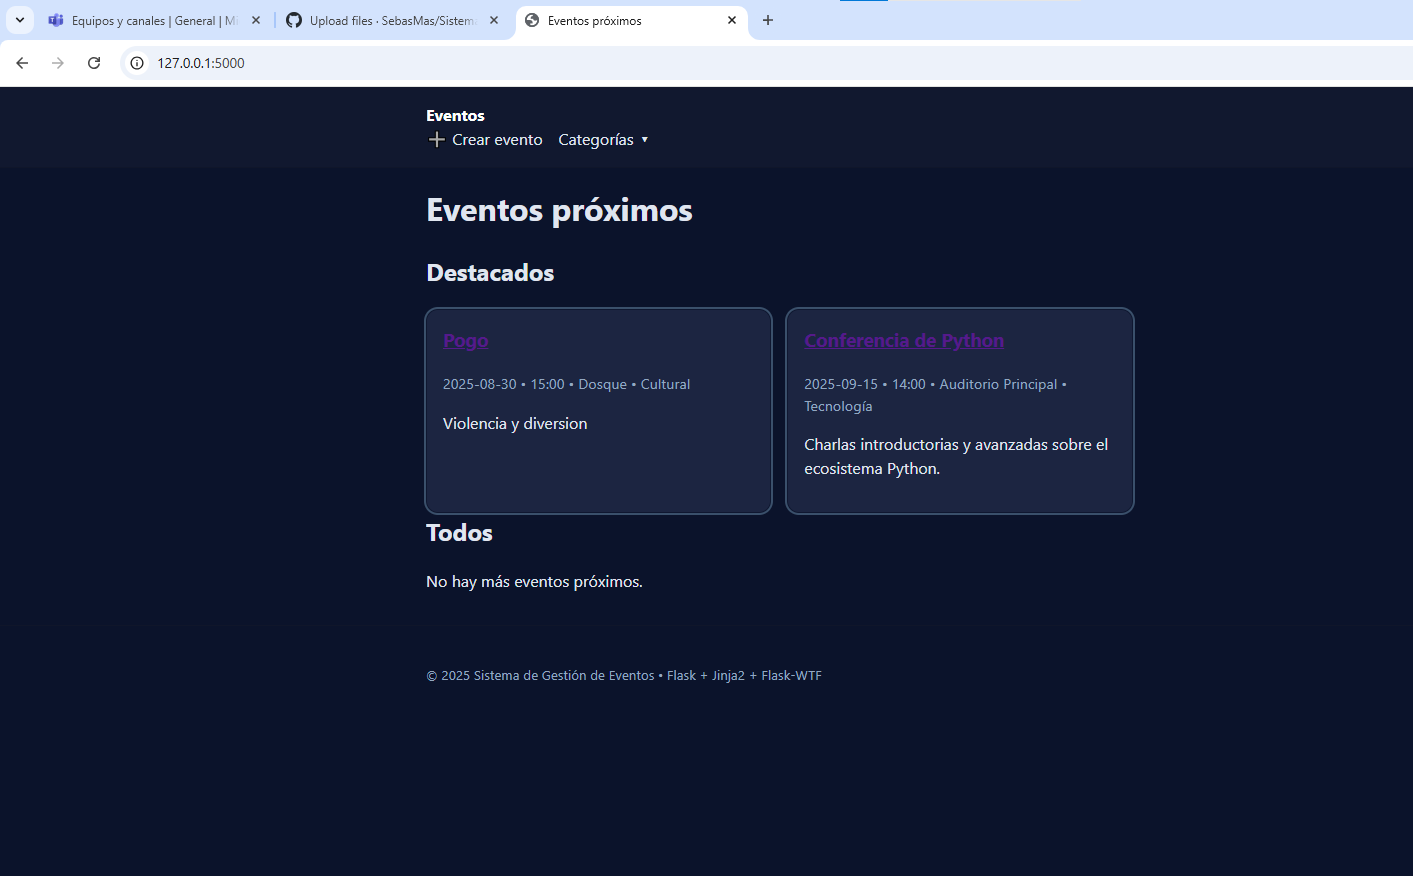 Equipos y canales | General | M
Upload files · SebasMas/Sistema
Eventos próximos
127.0.0.1:5000
Eventos
Crear evento Categorías ▾
Eventos próximos
Destacados
Pogo
2025-08-30 • 15:00 • Dosque • Cultural
Violencia y diversion
Conferencia de Python
2025-09-15 • 14:00 • Auditorio Principal •
Tecnología
Charlas introductorias y avanzadas sobre el
ecosistema Python.
Todos
No hay más eventos próximos.
© 2025 Sistema de Gestión de Eventos • Flask + Jinja2 + Flask-WTF